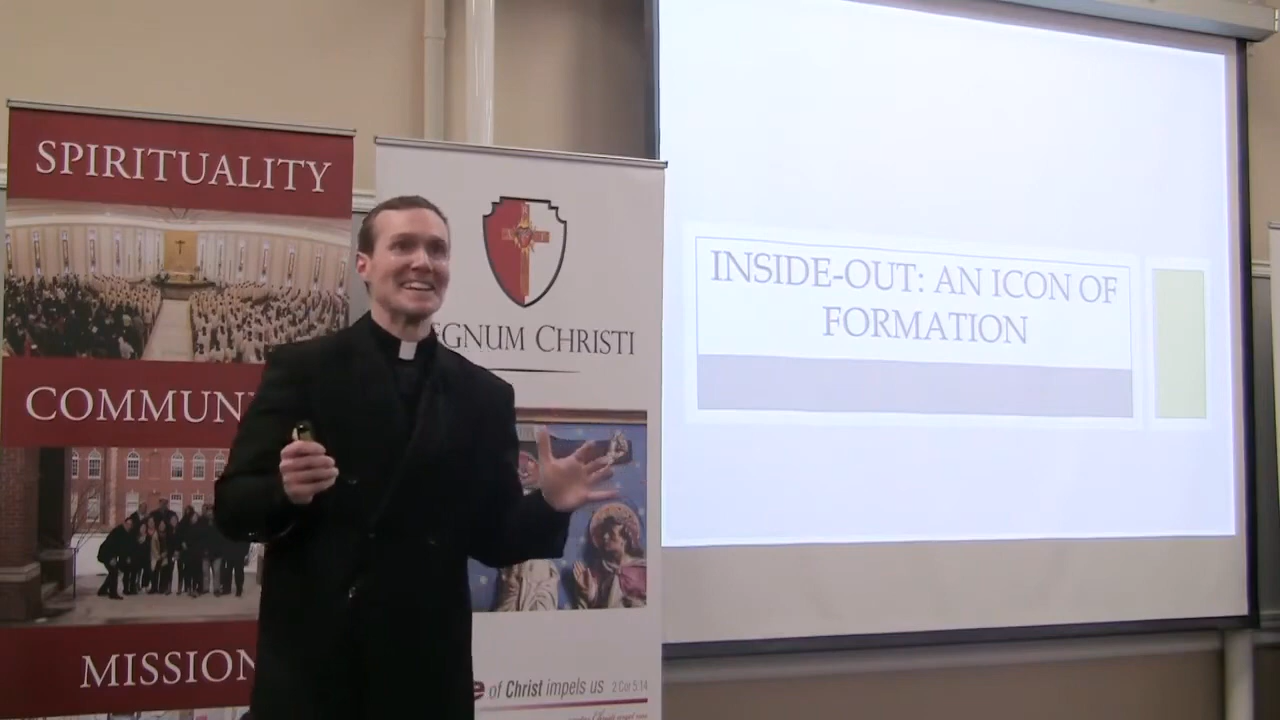 SPIRITUALITY
COMMUN
MISSION
EGNUM CHRISTI
e of Christ impels us 2 Cor 5:14
INSIDE-OUT: AN ICON OF
FORMATION